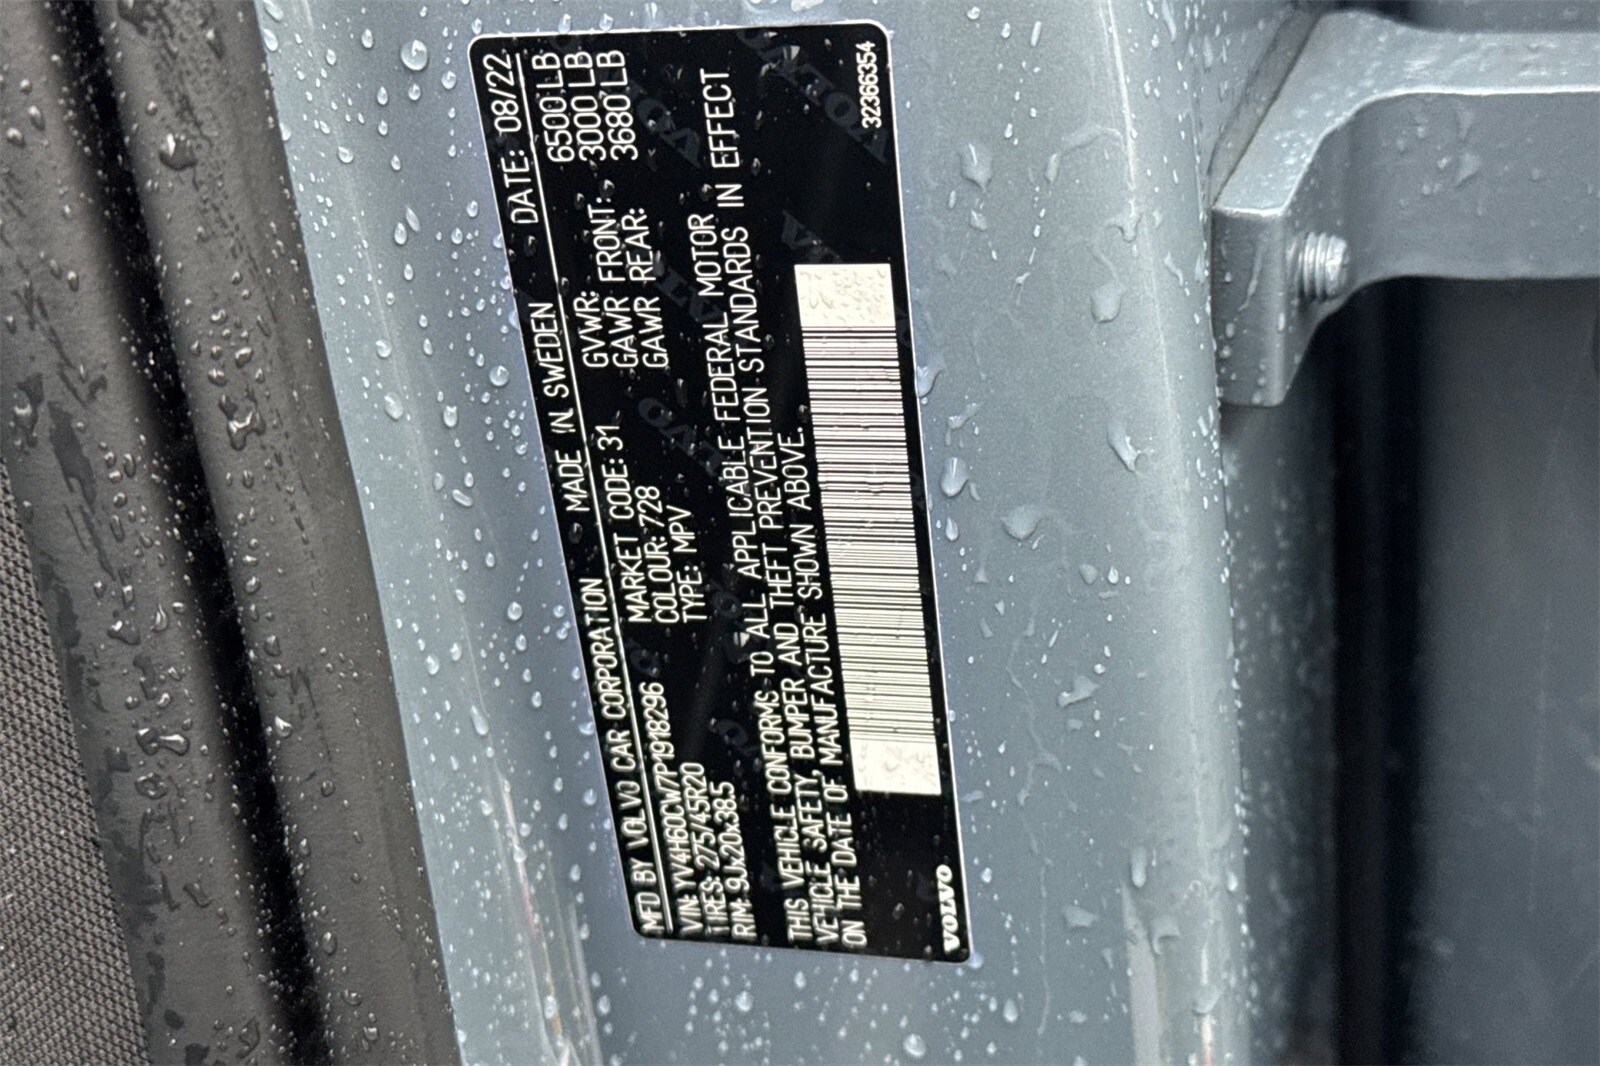 MFD BY VOLVO CAR CORPORATION MADE IN SWEDEN DATE: 08/22
VIN: YV4H60CW7P1918296 MARKET CODE: 31 GVWR: 6500 LB
TIRES: 275/45R20 COLOUR: 728 GAWR FRONT: 3000 LB
RIM: 9Jx20x38.5 TYPE: MPV GAWR REAR: 3680 LB
THIS VEHICLE CONFORMS TO ALL APPLICABLE FEDERAL MOTOR
VEHICLE SAFETY, BUMPER AND THEFT PREVENTION STANDARDS IN EFFECT
ON THE DATE OF MANUFACTURE SHOWN ABOVE.
VOLVO
32366354